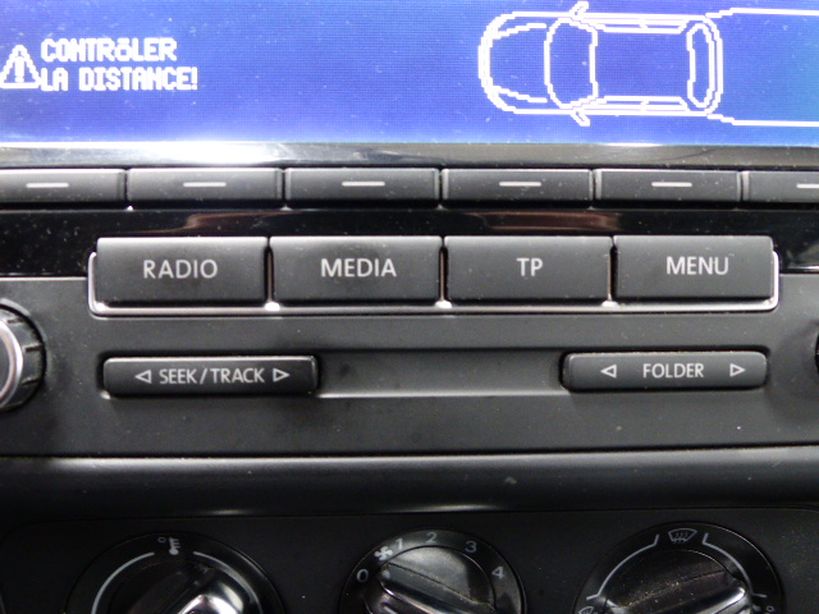 CONTRÔLER
LA DISTANCE!
RADIO MEDIA TP MENU
SEEK/TRACK FOLDER
0 1 2 3 4